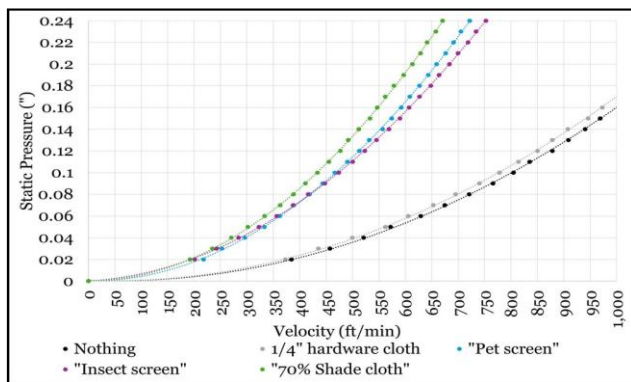 0.24
0.22
0.2
0.18
0.16
0.14
0.12
0.1
0.08
0.06
0.04
0.02
0
Static Pressure (")
0 50 100 150 200 250 300 350 400 450 500 550 600 650 700 750 800 850 900 950 1,000
Velocity (ft/min)
Nothing 1/4" hardware cloth "Pet screen"
"Insect screen" "70% Shade cloth"